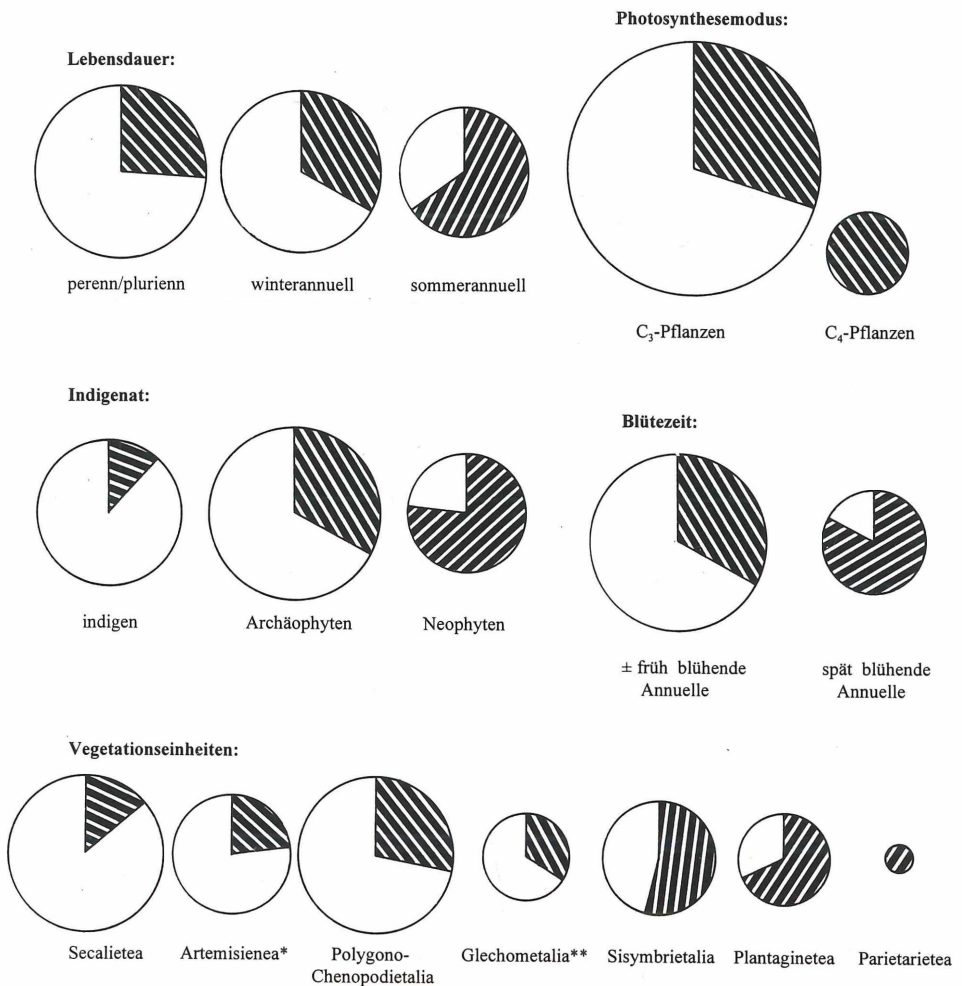 Photosynthesemodus:
Lebensdauer:
perenn/plurienn
winterannuell
sommerannuell
C₃-Pflanzen
C₄-Pflanzen
Indigenat:
Blütezeit:
indigen
Archäophyten
Neophyten
± früh blühende
Annuelle
spät blühende
Annuelle
Vegetationseinheiten:
Secalietea
Artemisienea*
Polygono-
Chenopodietalia
Glechometalia**
Sisymbrietalia
Plantaginetea
Parietarietea